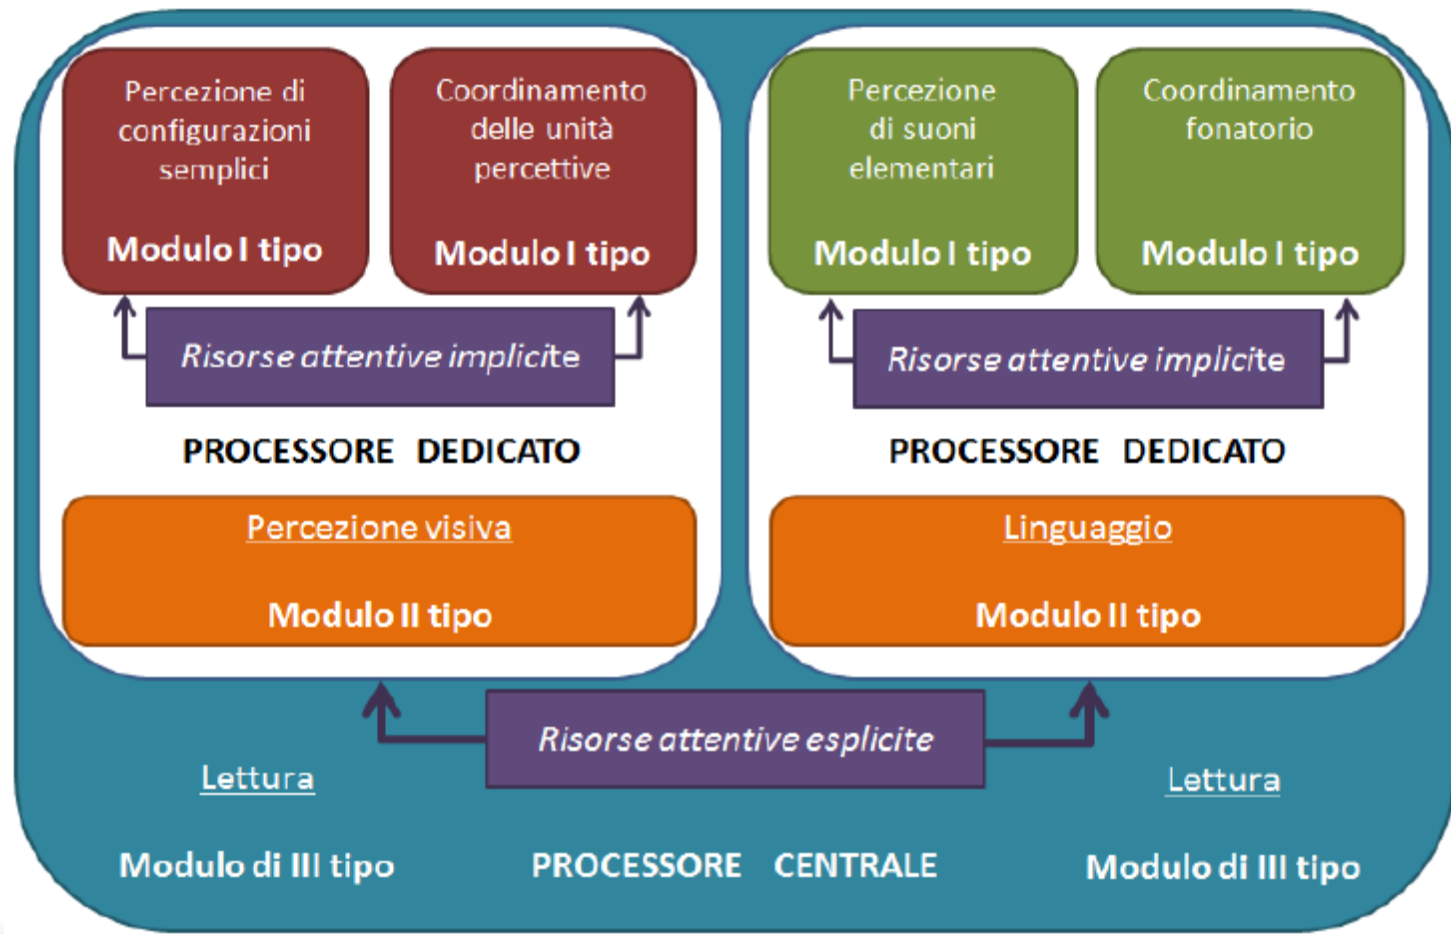 Percezione di
configurazioni
semplici
Modulo I tipo
Coordinamento
delle unità
percettive
Modulo I tipo
Risorse attentive implicite
PROCESSORE DEDICATO
Percezione visiva
Modulo II tipo
Percezione
di suoni
elementari
Modulo I tipo
Coordinamento
fonatorio
Modulo I tipo
Risorse attentive implicite
PROCESSORE DEDICATO
Linguaggio
Modulo II tipo
Risorse attentive esplicite
Lettura
Modulo di III tipo
PROCESSORE CENTRALE
Lettura
Modulo di III tipo